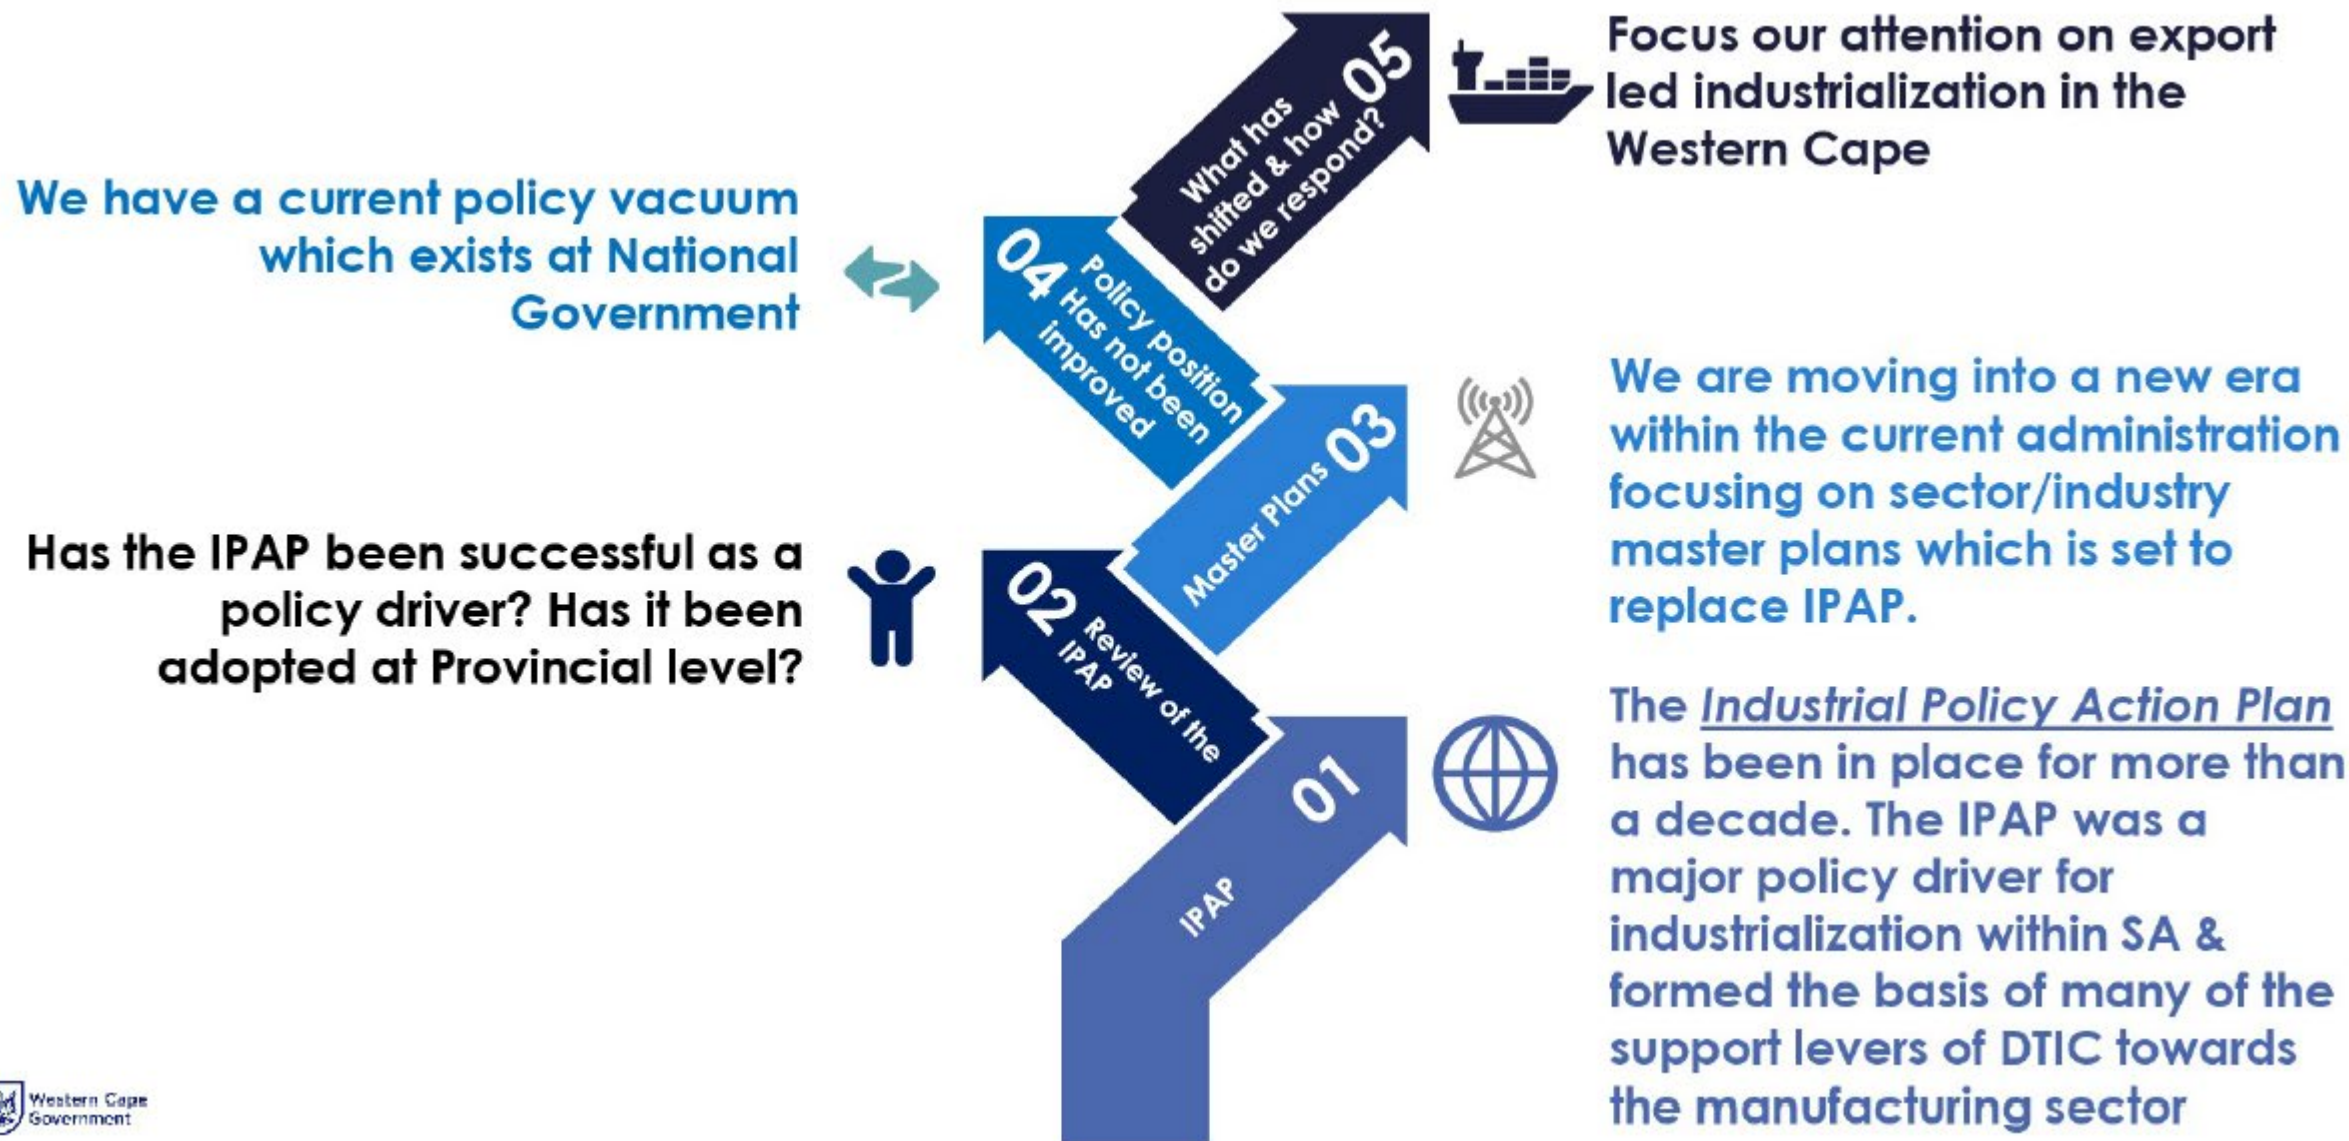 Focus our attention on export
led industrialization in the
Western Cape
05
What has
shifted & how
do we respond?
We have a current policy vacuum
which exists at National
Government
04
Policy position
Has not been
improved
We are moving into a new era
within the current administration
focusing on sector/industry
master plans which is set to
replace IPAP.
03
Master Plans
Has the IPAP been successful as a
policy driver? Has it been
adopted at Provincial level?
02
Review of the
IPAP
The Industrial Policy Action Plan
has been in place for more than
a decade. The IPAP was a
major policy driver for
industrialization within SA &
formed the basis of many of the
support levers of DTIC towards
the manufacturing sector
01
IPAP
Western Cape
Government